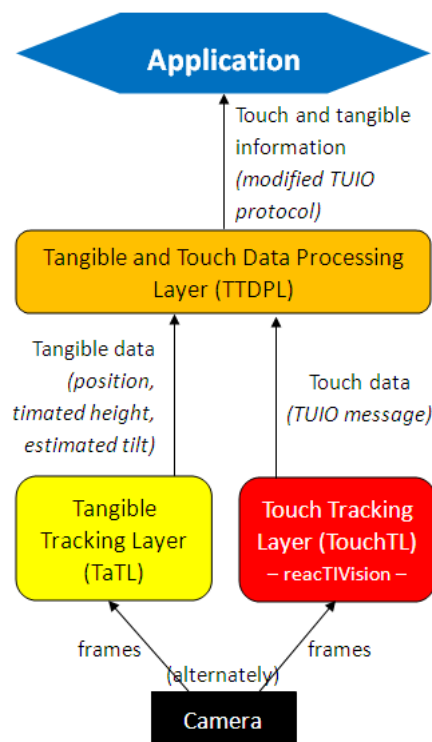 Application
Touch and tangible
information
(modified TUIO
protocol)
Tangible and Touch Data Processing
Layer (TTDPL)
Tangible data
(position,
timated height,
estimated tilt)
Touch data
(TUIO message)
Tangible
Tracking Layer
(TaTL)
Touch Tracking
Layer (TouchTL)
– reacTIVision –
frames
(alternately)
frames
Camera